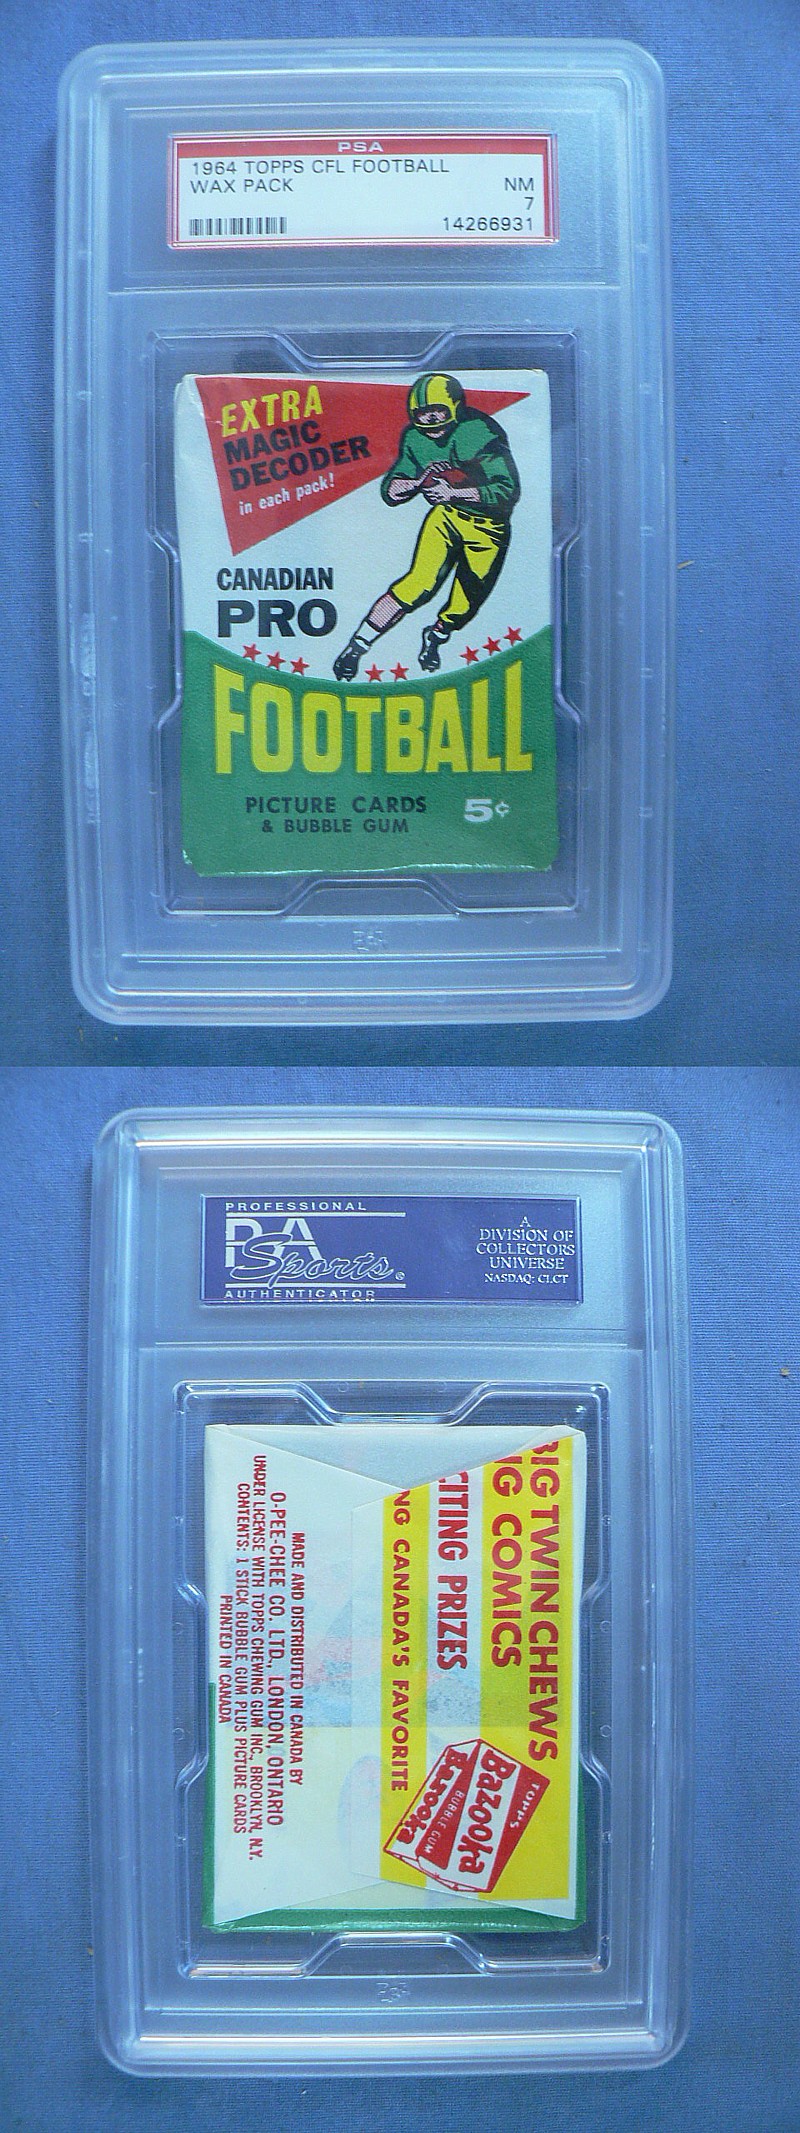 PSA
1964 TOPPS CFL FOOTBALL
WAX PACK
NM
7
14266931
EXTRA
MAGIC
DECODER
in each pack!
CANADIAN
PRO
FOOTBALL
PICTURE CARDS
& BUBBLE GUM
5¢
PROFESSIONAL
PSA
Sports®
AUTHENTICATOR
A
DIVISION OF
COLLECTORS
UNIVERSE
NASDAQ: CLCT
BIG TWIN CHEWS
IG COMICS
CITING PRIZES
NG CANADA'S FAVORITE
TOPPS
Bazooka
BUBBLE GUM
Bazooka
MADE AND DISTRIBUTED IN CANADA BY
O-PEE-CHEE CO. LTD., LONDON, ONTARIO
UNDER LICENSE WITH TOPPS CHEWING GUM INC., BROOKLYN, N.Y.
CONTENTS: 1 STICK BUBBLE GUM PLUS PICTURE CARDS
PRINTED IN CANADA